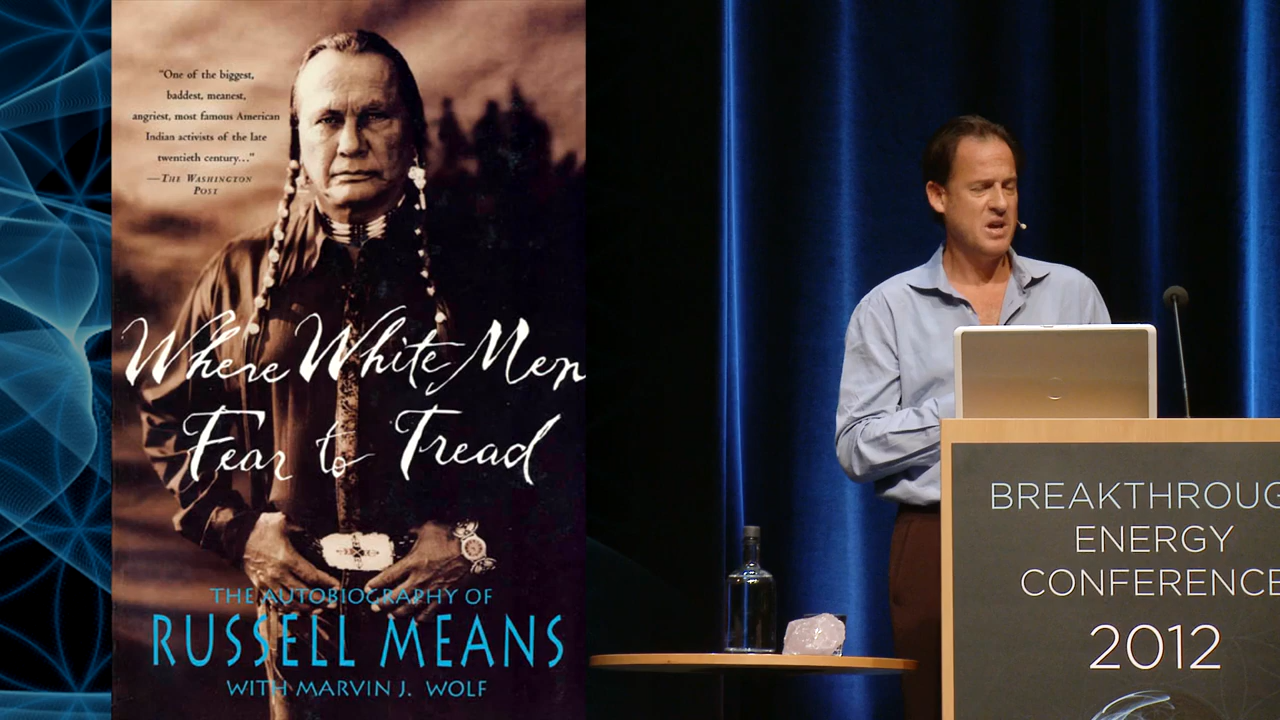 "One of the biggest,
baddest, meanest,
angriest, most famous American
Indian activists of the late
twentieth century..."
—THE WASHINGTON
POST
Where White Men
Fear to Tread
THE AUTOBIOGRAPHY OF
RUSSELL MEANS
WITH MARVIN J. WOLF
BREAKTHROUG
ENERGY
CONFERENCE
2012